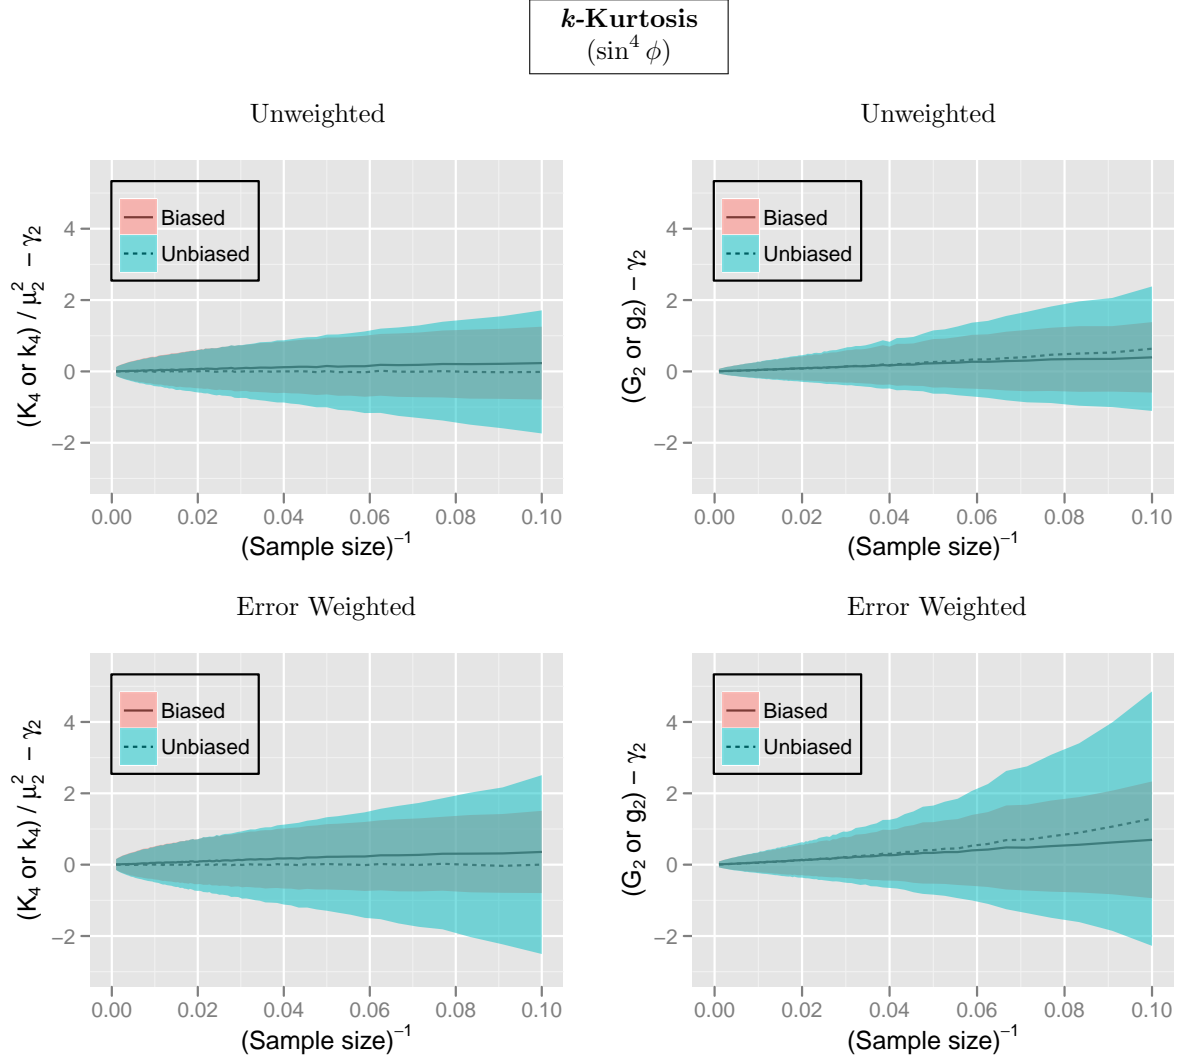 k-Kurtosis
(sin⁴ ϕ)
Unweighted
Unweighted
(K₄ or k₄) / μ₂² − γ₂
4
2
0
−2
Biased
Unbiased
0.00 0.02 0.04 0.06 0.08 0.10
(Sample size)⁻¹
(G₂ or g₂) − γ₂
4
2
0
−2
Biased
Unbiased
0.00 0.02 0.04 0.06 0.08 0.10
(Sample size)⁻¹
Error Weighted
Error Weighted
(K₄ or k₄) / μ₂² − γ₂
4
2
0
−2
Biased
Unbiased
0.00 0.02 0.04 0.06 0.08 0.10
(Sample size)⁻¹
(G₂ or g₂) − γ₂
4
2
0
−2
Biased
Unbiased
0.00 0.02 0.04 0.06 0.08 0.10
(Sample size)⁻¹